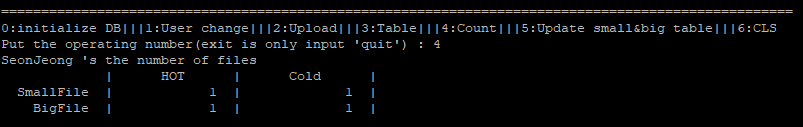 ================================================================================
0:initialize DB|||1:User change|||2:Upload|||3:Table|||4:Count|||5:Update small&big table|||6:CLS
Put the operating number(exit is only input 'quit') : 4
SeonJeong 's the number of files
| HOT | Cold |
SmallFile | 1 | 1 |
BigFile | 1 | 1 |